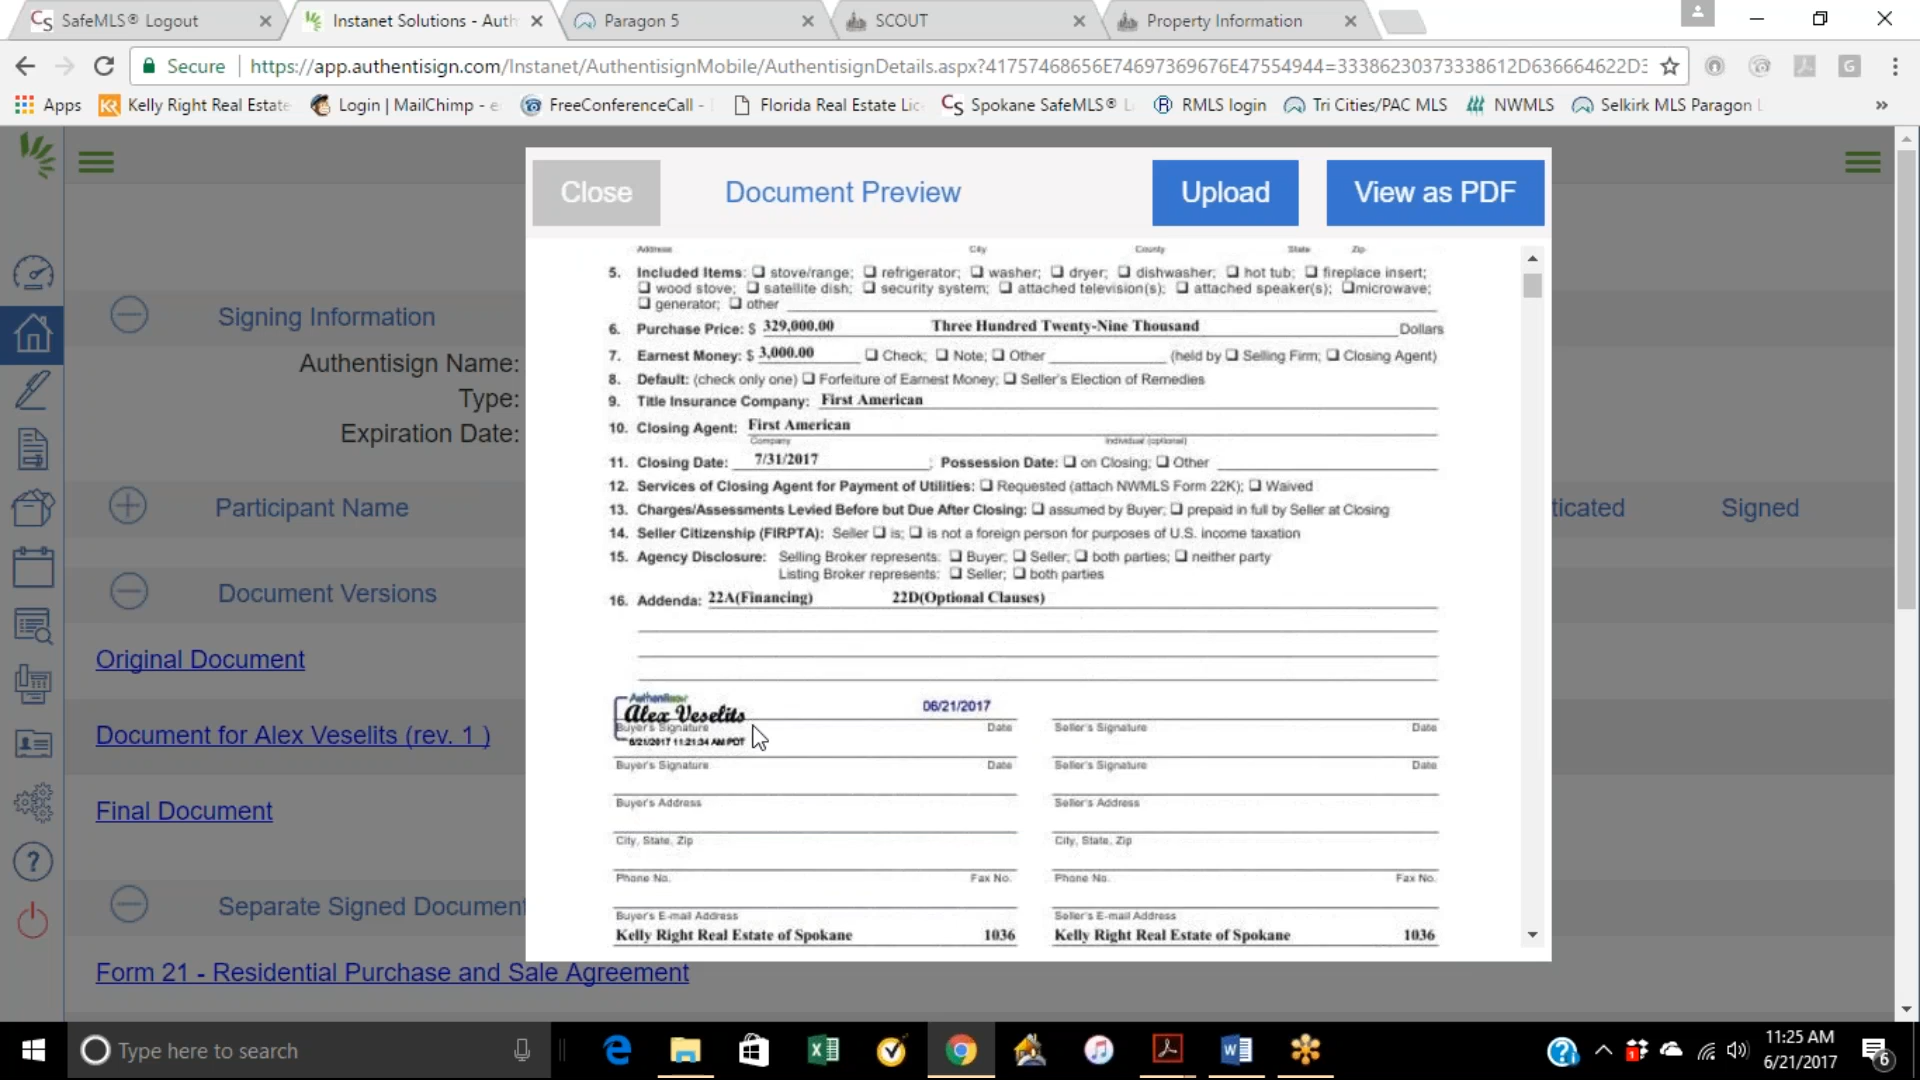 SafeMLS® Logout
Instanet Solutions - Auth
Paragon 5
SCOUT
Property Information
Secure
https://app.authentisign.com/Instanet/AuthentisignMobile/AuthentisignDetails.aspx?41757468656E74697369676E47554944=33386230373338612D636664622D3
Apps
Kelly Right Real Estate
Login | MailChimp - e
FreeConferenceCall -
Florida Real Estate Lic
Spokane SafeMLS® L
RMLS login
Tri Cities/PAC MLS
NWMLS
Selkirk MLS Paragon
»
Close
Document Preview
Upload
View as PDF
Address City County State Zip
5. Included Items: stove/range; refrigerator; washer; dryer; dishwasher; hot tub; fireplace insert;
wood stove; satellite dish; security system; attached television(s); attached speaker(s); microwave;
generator; other
6. Purchase Price: $ 329,000.00 Three Hundred Twenty-Nine Thousand Dollars
7. Earnest Money: $ 3,000.00 Check; Note; Other (held by Selling Firm; Closing Agent)
8. Default: (check only one) Forfeiture of Earnest Money; Seller's Election of Remedies
9. Title Insurance Company: First American
10. Closing Agent: First American
Company Individual (optional)
11. Closing Date: 7/31/2017 ; Possession Date: on Closing; Other
12. Services of Closing Agent for Payment of Utilities: Requested (attach NWMLS Form 22K); Waived
13. Charges/Assessments Levied Before but Due After Closing: assumed by Buyer; prepaid in full by Seller at Closing
14. Seller Citizenship (FIRPTA): Seller is; is not a foreign person for purposes of U.S. income taxation
15. Agency Disclosure: Selling Broker represents: Buyer; Seller; both parties; neither party
Listing Broker represents: Seller; both parties
16. Addenda: 22A(Financing) 22D(Optional Clauses)
Authentisign
Alex Veselits 06/21/2017
Buyer's Signature Date Seller's Signature Date
6/21/2017 11:21:34 AM PDT
Buyer's Signature Date Seller's Signature Date
Buyer's Address Seller's Address
City, State, Zip City, State, Zip
Phone No. Fax No. Phone No. Fax No.
Buyer's E-mail Address Seller's E-mail Address
Kelly Right Real Estate of Spokane 1036 Kelly Right Real Estate of Spokane 1036
Signing Information
Authentisign Name:
Type:
Expiration Date:
Participant Name
ticated
Signed
Document Versions
Original Document
Document for Alex Veselits (rev. 1 )
Final Document
Separate Signed Document
Form 21 - Residential Purchase and Sale Agreement
Type here to search
11:25 AM
6/21/2017
6